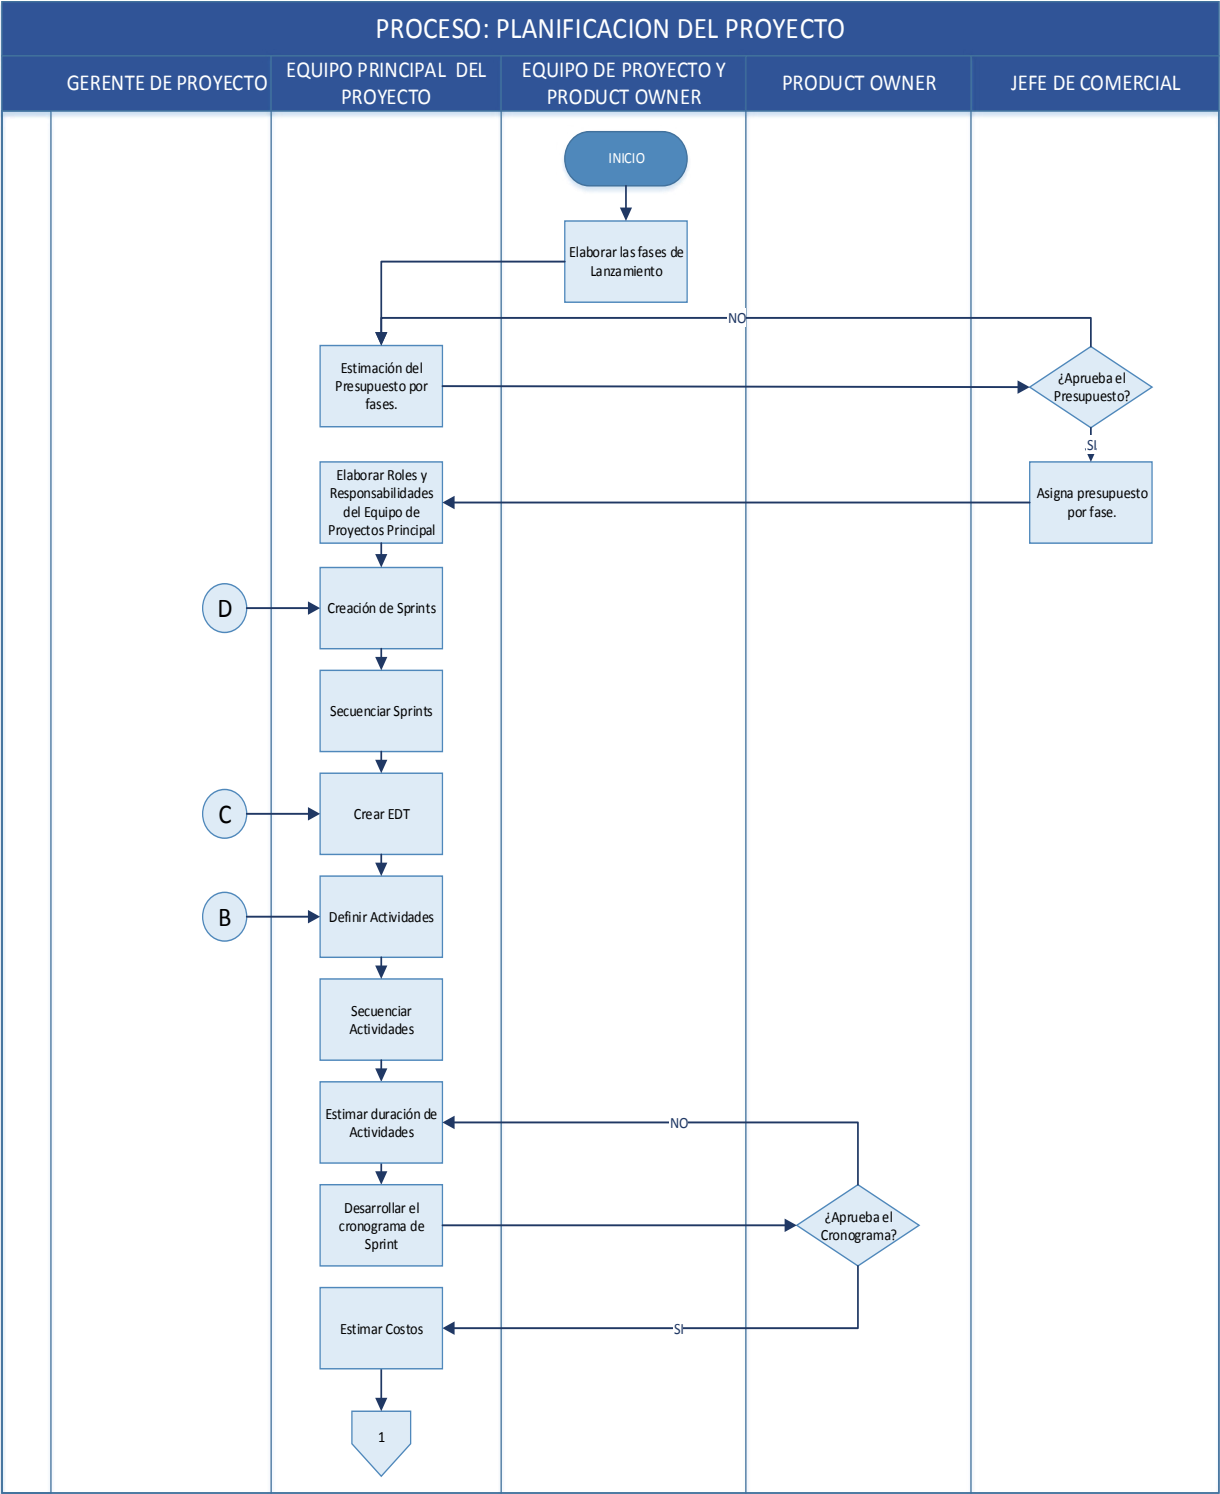 PROCESO: PLANIFICACION DEL PROYECTO
GERENTE DE PROYECTO
EQUIPO PRINCIPAL DEL
PROYECTO
EQUIPO DE PROYECTO Y
PRODUCT OWNER
PRODUCT OWNER
JEFE DE COMERCIAL
INICIO
Elaborar las fases de
Lanzamiento
NO
Estimación del
Presupuesto por
fases.
¿Aprueba el
Presupuesto?
SI
Elaborar Roles y
Responsabilidades
del Equipo de
Proyectos Principal
Asigna presupuesto
por fase.
D
Creación de Sprints
Secuenciar Sprints
C
Crear EDT
B
Definir Actividades
Secuenciar
Actividades
Estimar duración de
Actividades
NO
Desarrollar el
cronograma de
Sprint
¿Aprueba el
Cronograma?
Estimar Costos
SI
1